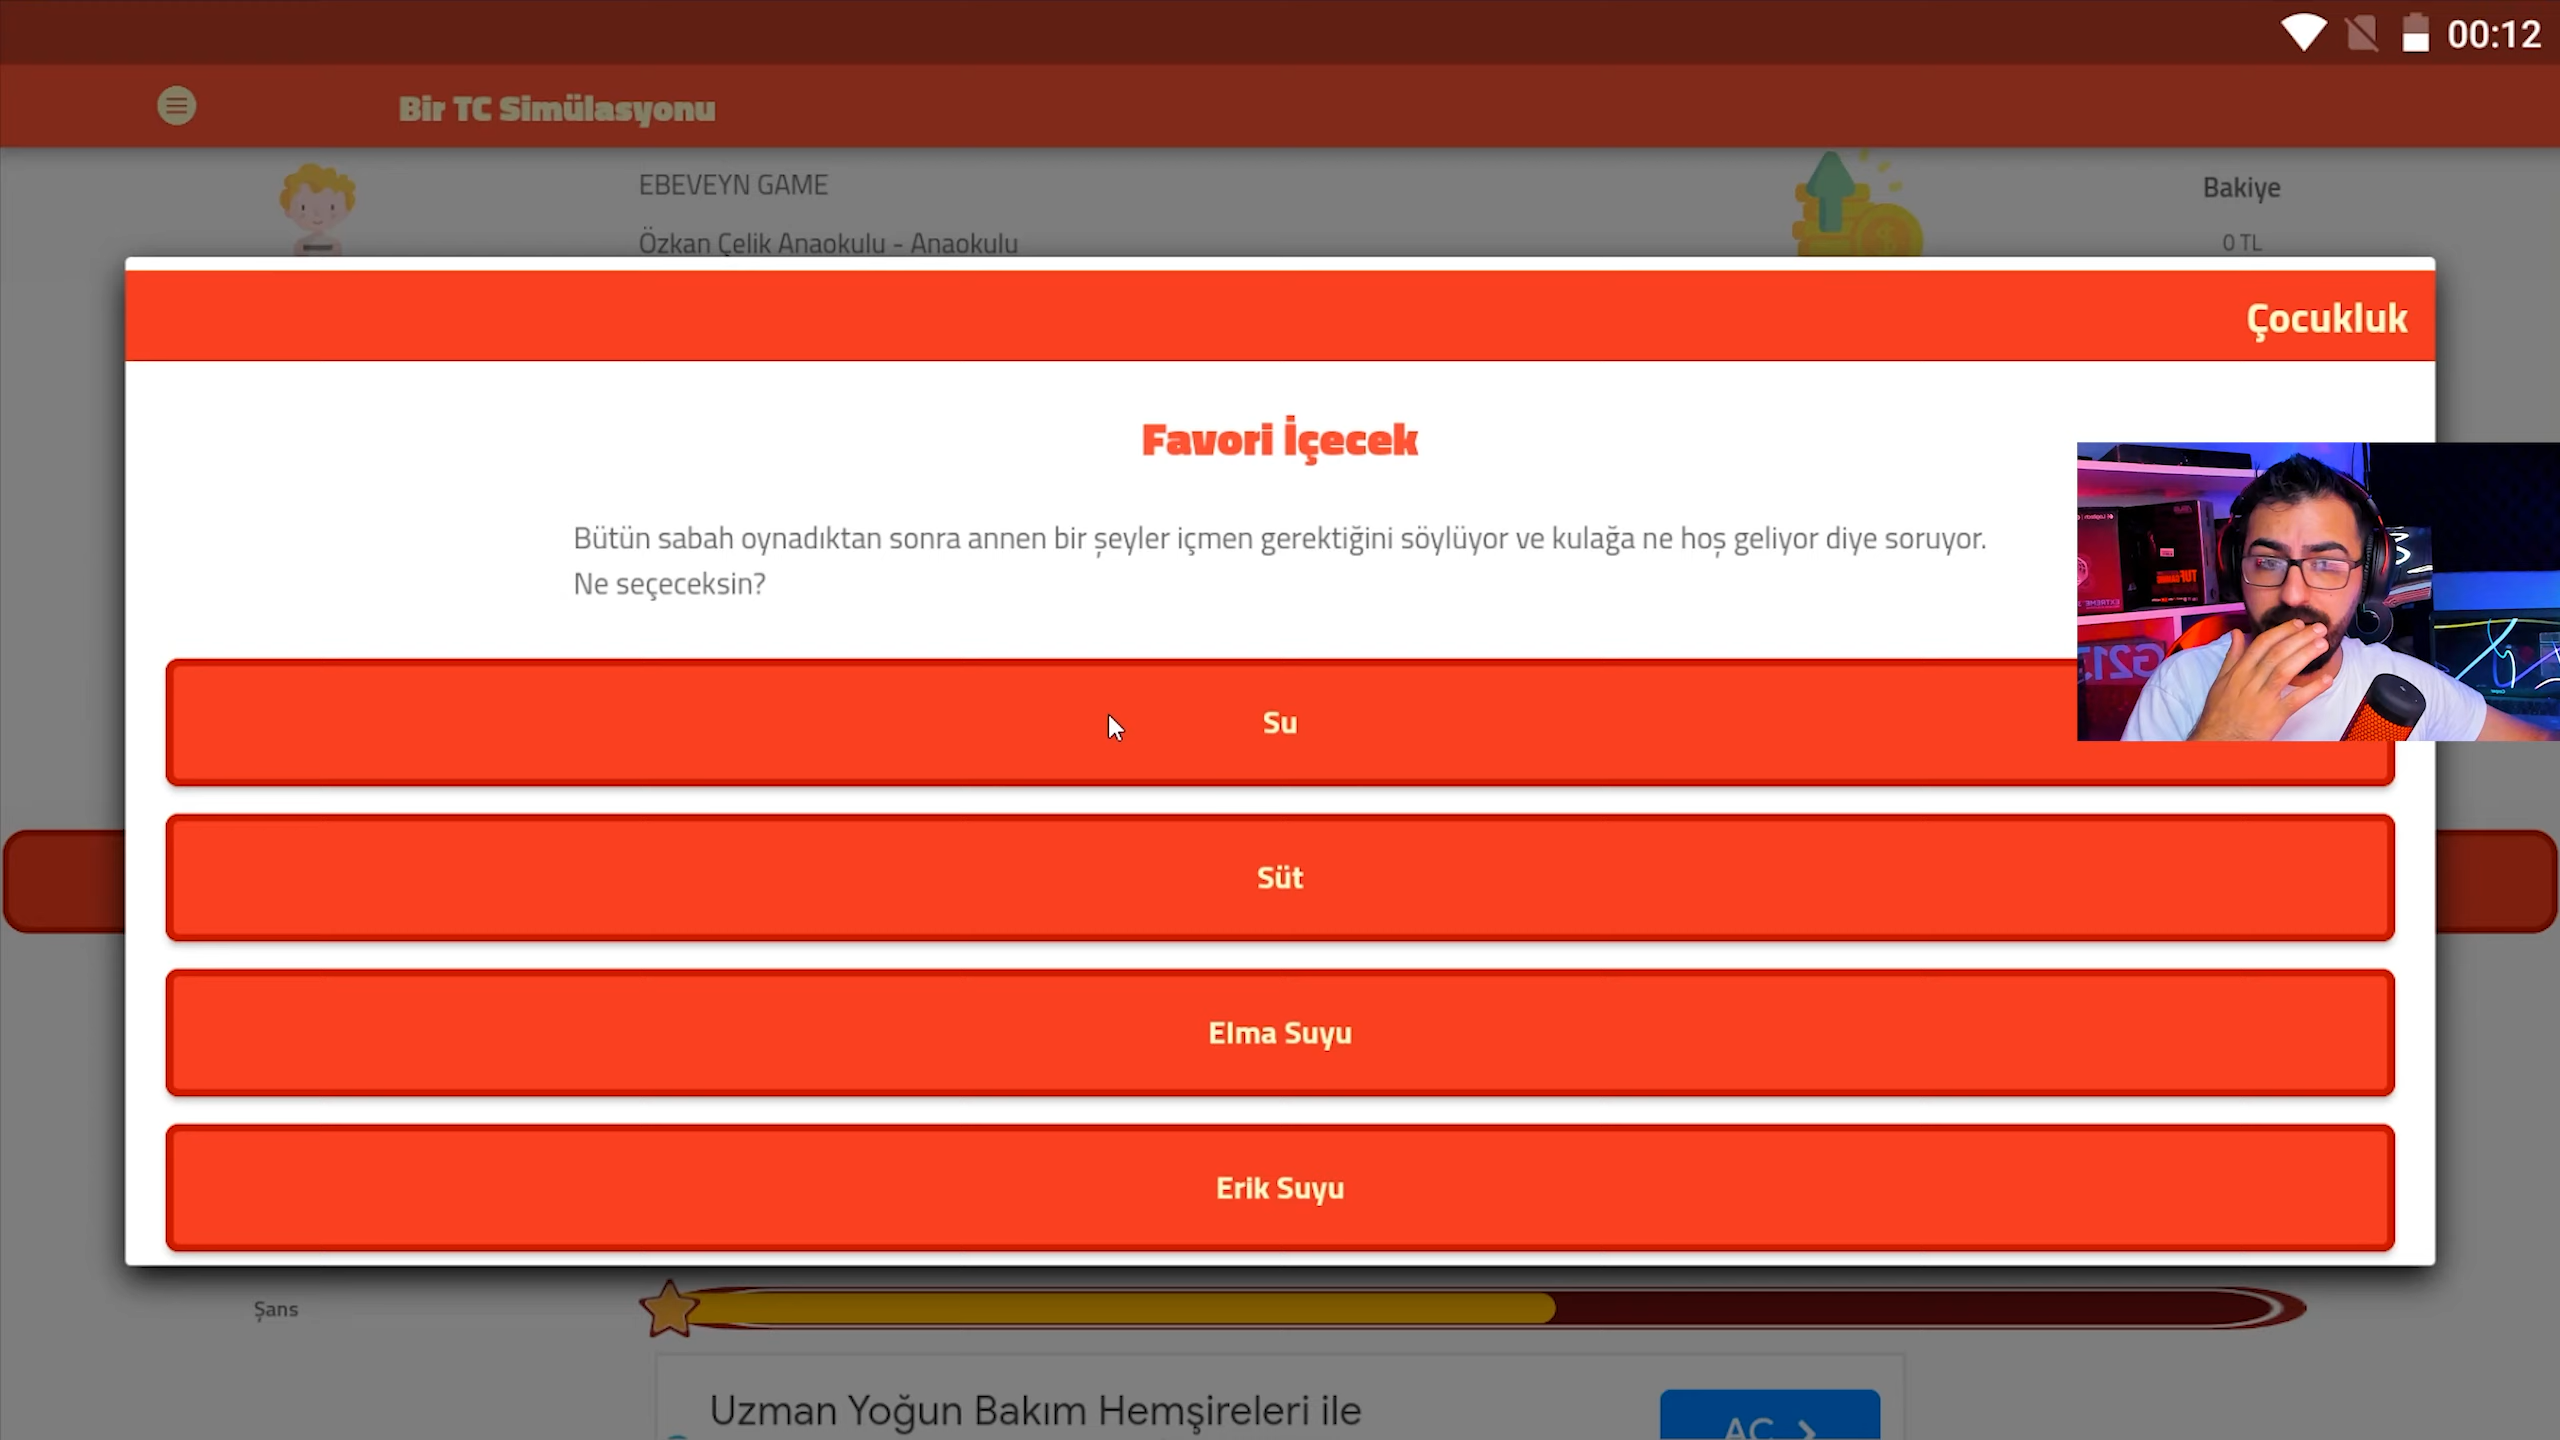 00:12
Bir TC Simülasyonu
EBEVEYN GAME
Bakiye
Özkan Çelik Anaokulu - Anaokulu
0 TL
Çocukluk
Favori İçecek
Bütün sabah oynadıktan sonra annen bir şeyler içmen gerektiğini söylüyor ve kulağa ne hoş geliyor diye soruyor.
Ne seçeceksin?
Su
Süt
Elma Suyu
Erik Suyu
Şans
Uzman Yoğun Bakım Hemşireleri ile
AÇ